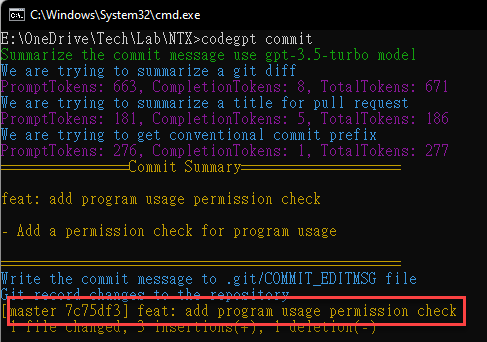 C:\Windows\System32\cmd.exe
E:\OneDrive\Tech\Lab\NTX>codegpt commit
Summarize the commit message use gpt-3.5-turbo model
We are trying to summarize a git diff
PromptTokens: 663, CompletionTokens: 8, TotalTokens: 671
We are trying to summarize a title for pull request
PromptTokens: 181, CompletionTokens: 5, TotalTokens: 186
We are trying to get conventional commit prefix
PromptTokens: 276, CompletionTokens: 1, TotalTokens: 277
================Commit Summary====================
feat: add program usage permission check
- Add a permission check for program usage
==================================================
Write the commit message to .git/COMMIT_EDITMSG file
Git record changes to the repository
[master 7c75df3] feat: add program usage permission check
1 file changed, 3 insertions(+), 1 deletion(-)